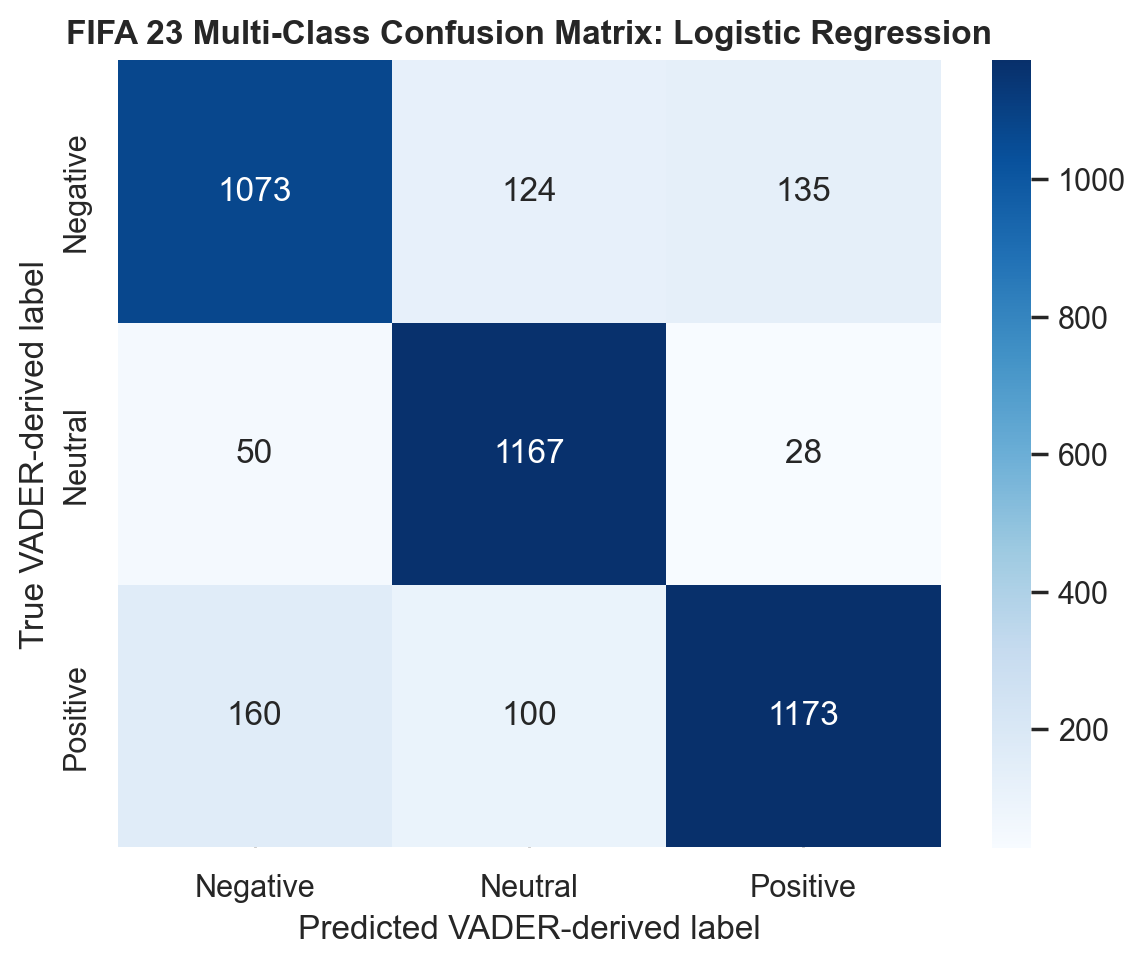 FIFA 23 Multi-Class Confusion Matrix: Logistic Regression
True VADER-derived label
Negative
1073 124 135
Neutral
50 1167 28
Positive
160 100 1173
Negative Neutral Positive
Predicted VADER-derived label
1000
800
600
400
200